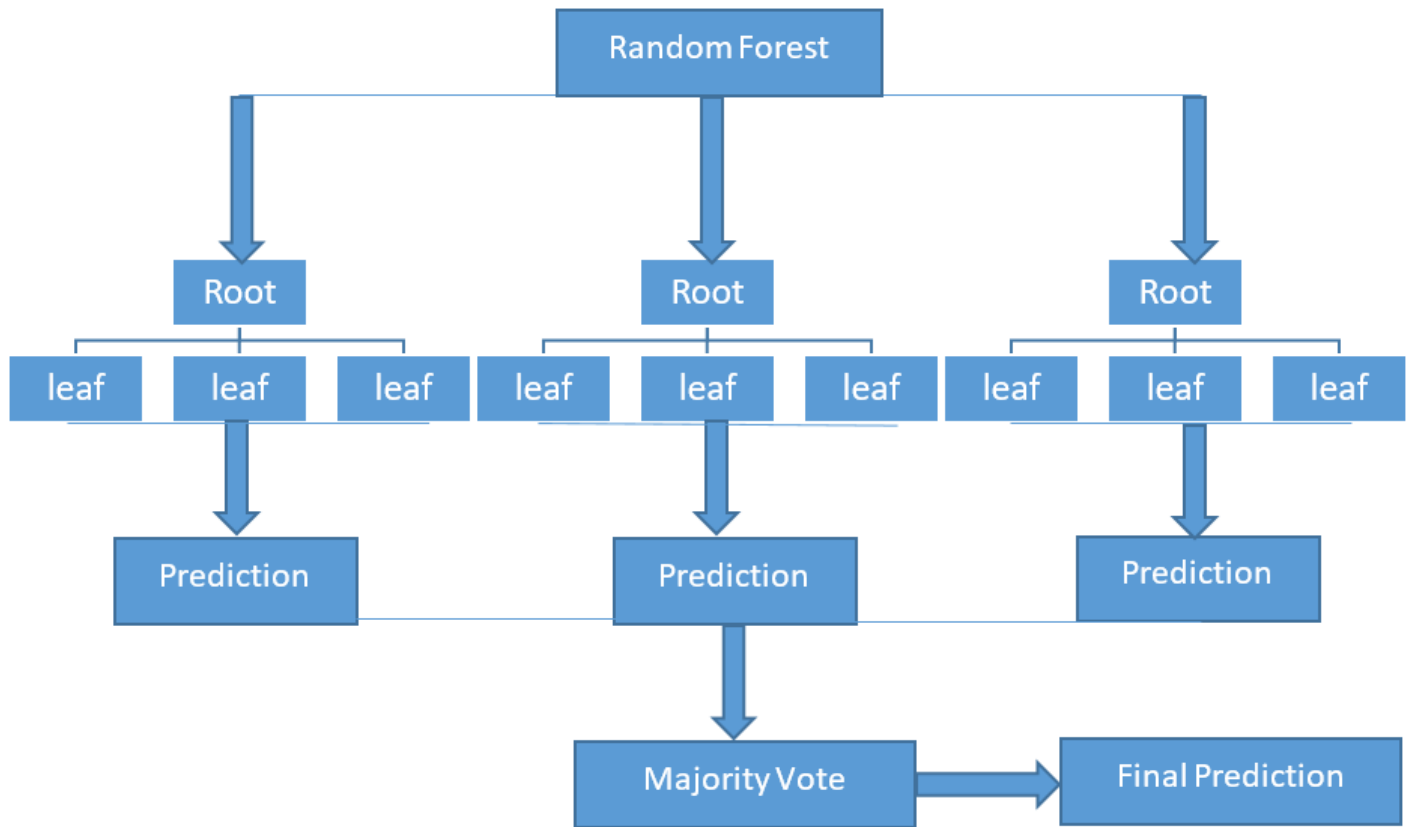 Random Forest
Root
Root
Root
leaf
leaf
leaf
leaf
leaf
leaf
leaf
leaf
leaf
Prediction
Prediction
Prediction
Majority Vote
Final Prediction